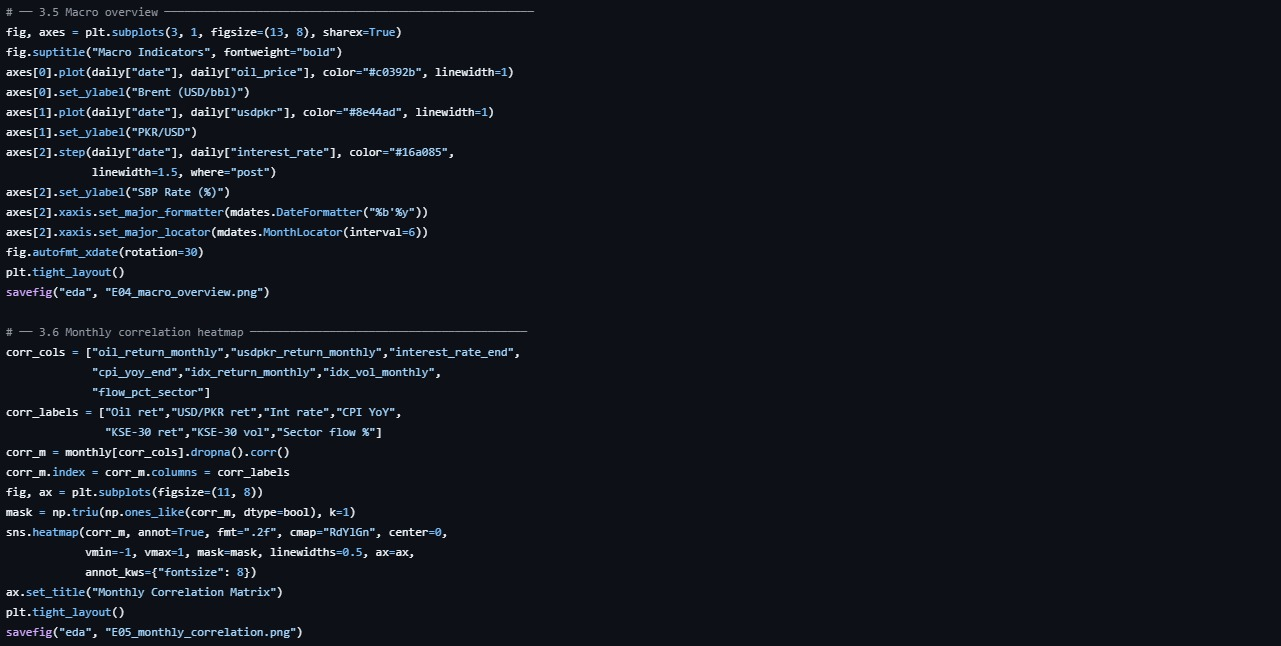 # ── 3.5 Macro overview ────────────────────────────────────────────────────────
fig, axes = plt.subplots(3, 1, figsize=(13, 8), sharex=True)
fig.suptitle("Macro Indicators", fontweight="bold")
axes[0].plot(daily["date"], daily["oil_price"], color="#c0392b", linewidth=1)
axes[0].set_ylabel("Brent (USD/bbl)")
axes[1].plot(daily["date"], daily["usdpkr"], color="#8e44ad", linewidth=1)
axes[1].set_ylabel("PKR/USD")
axes[2].step(daily["date"], daily["interest_rate"], color="#16a085",
             linewidth=1.5, where="post")
axes[2].set_ylabel("SBP Rate (%)")
axes[2].xaxis.set_major_formatter(mdates.DateFormatter("%b'%y"))
axes[2].xaxis.set_major_locator(mdates.MonthLocator(interval=6))
fig.autofmt_xdate(rotation=30)
plt.tight_layout()
savefig("eda", "E04_macro_overview.png")
# ── 3.6 Monthly correlation heatmap ──────────────────────────────────────────
corr_cols = ["oil_return_monthly","usdpkr_return_monthly","interest_rate_end",
             "cpi_yoy_end","idx_return_monthly","idx_vol_monthly",
             "flow_pct_sector"]
corr_labels = ["Oil ret","USD/PKR ret","Int rate","CPI YoY",
               "KSE-30 ret","KSE-30 vol","Sector flow %"]
corr_m = monthly[corr_cols].dropna().corr()
corr_m.index = corr_m.columns = corr_labels
fig, ax = plt.subplots(figsize=(11, 8))
mask = np.triu(np.ones_like(corr_m, dtype=bool), k=1)
sns.heatmap(corr_m, annot=True, fmt=".2f", cmap="RdYlGn", center=0,
            vmin=-1, vmax=1, mask=mask, linewidths=0.5, ax=ax,
            annot_kws={"fontsize": 8})
ax.set_title("Monthly Correlation Matrix")
plt.tight_layout()
savefig("eda", "E05_monthly_correlation.png")